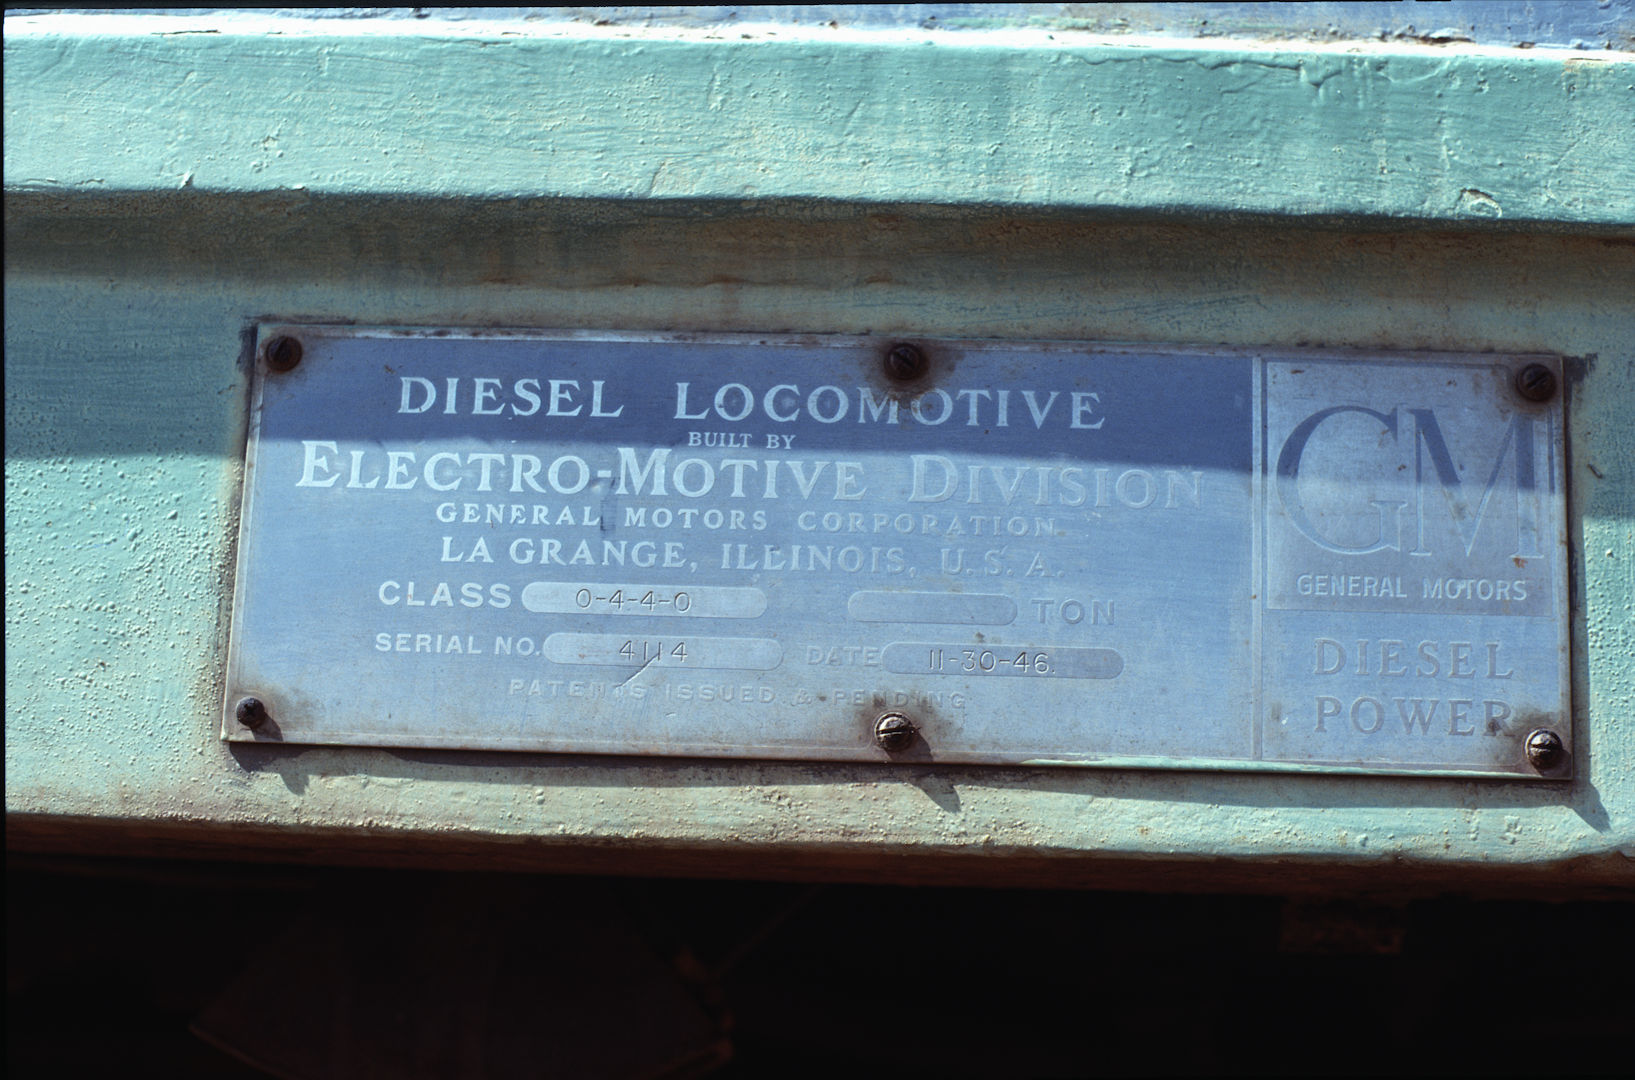 DIESEL LOCOMOTIVE
BUILT BY
ELECTRO-MOTIVE DIVISION
GENERAL MOTORS CORPORATION
LA GRANGE, ILLINOIS, U. S. A.
CLASS 0-4-4-0 TON
SERIAL NO. 4114 DATE 11-30-46.
PATENTS ISSUED & PENDING
GM
GENERAL MOTORS
DIESEL
POWER